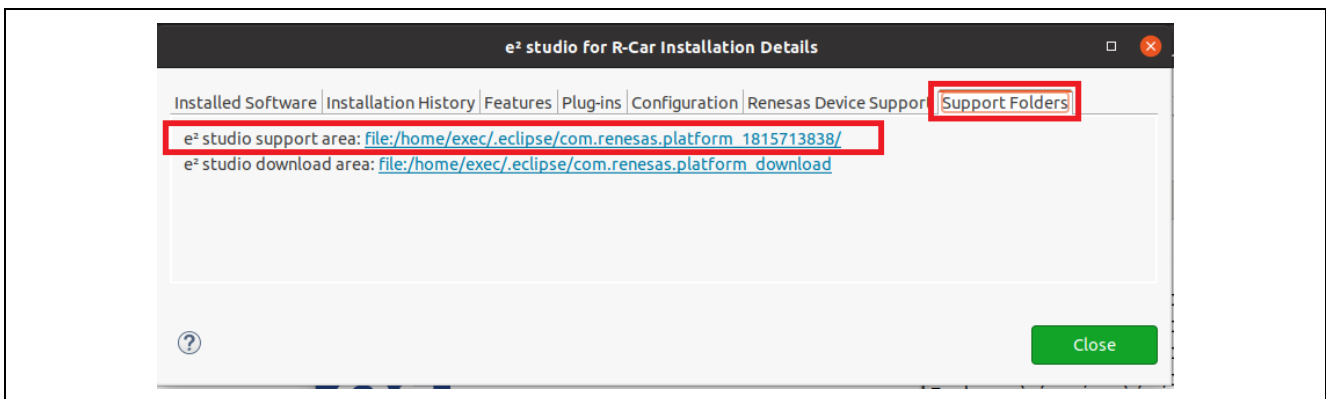 e² studio for R-Car Installation Details
Installed Software Installation History Features Plug-ins Configuration Renesas Device Support Support Folders
e² studio support area: file:/home/exec/.eclipse/com.renesas.platform_1815713838/
e² studio download area: file:/home/exec/.eclipse/com.renesas.platform_download
?
Close